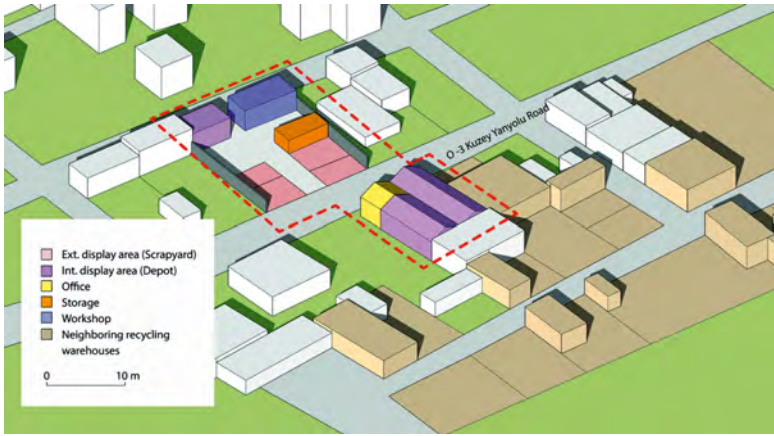 O -3 Kuzey Yanyolu Road
Ext. display area (Scrapyard)
Int. display area (Depot)
Office
Storage
Workshop
Neighboring recycling
warehouses
0 10 m